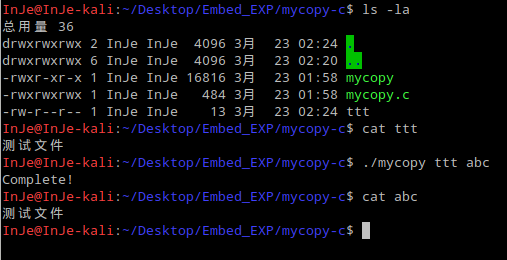 InJe@InJe-kali:~/Desktop/Embed_EXP/mycopy-c$ ls -la
总用量 36
drwxrwxrwx 2 InJe InJe  4096 3月   23 02:24 .
drwxrwxrwx 6 InJe InJe  4096 3月   23 02:20 ..
-rwxr-xr-x 1 InJe InJe 16816 3月   23 01:58 mycopy
-rwxrwxrwx 1 InJe InJe   484 3月   23 01:58 mycopy.c
-rw-r--r-- 1 InJe InJe    13 3月   23 02:24 ttt
InJe@InJe-kali:~/Desktop/Embed_EXP/mycopy-c$ cat ttt
测试文件
InJe@InJe-kali:~/Desktop/Embed_EXP/mycopy-c$ ./mycopy ttt abc
Complete!
InJe@InJe-kali:~/Desktop/Embed_EXP/mycopy-c$ cat abc
测试文件
InJe@InJe-kali:~/Desktop/Embed_EXP/mycopy-c$